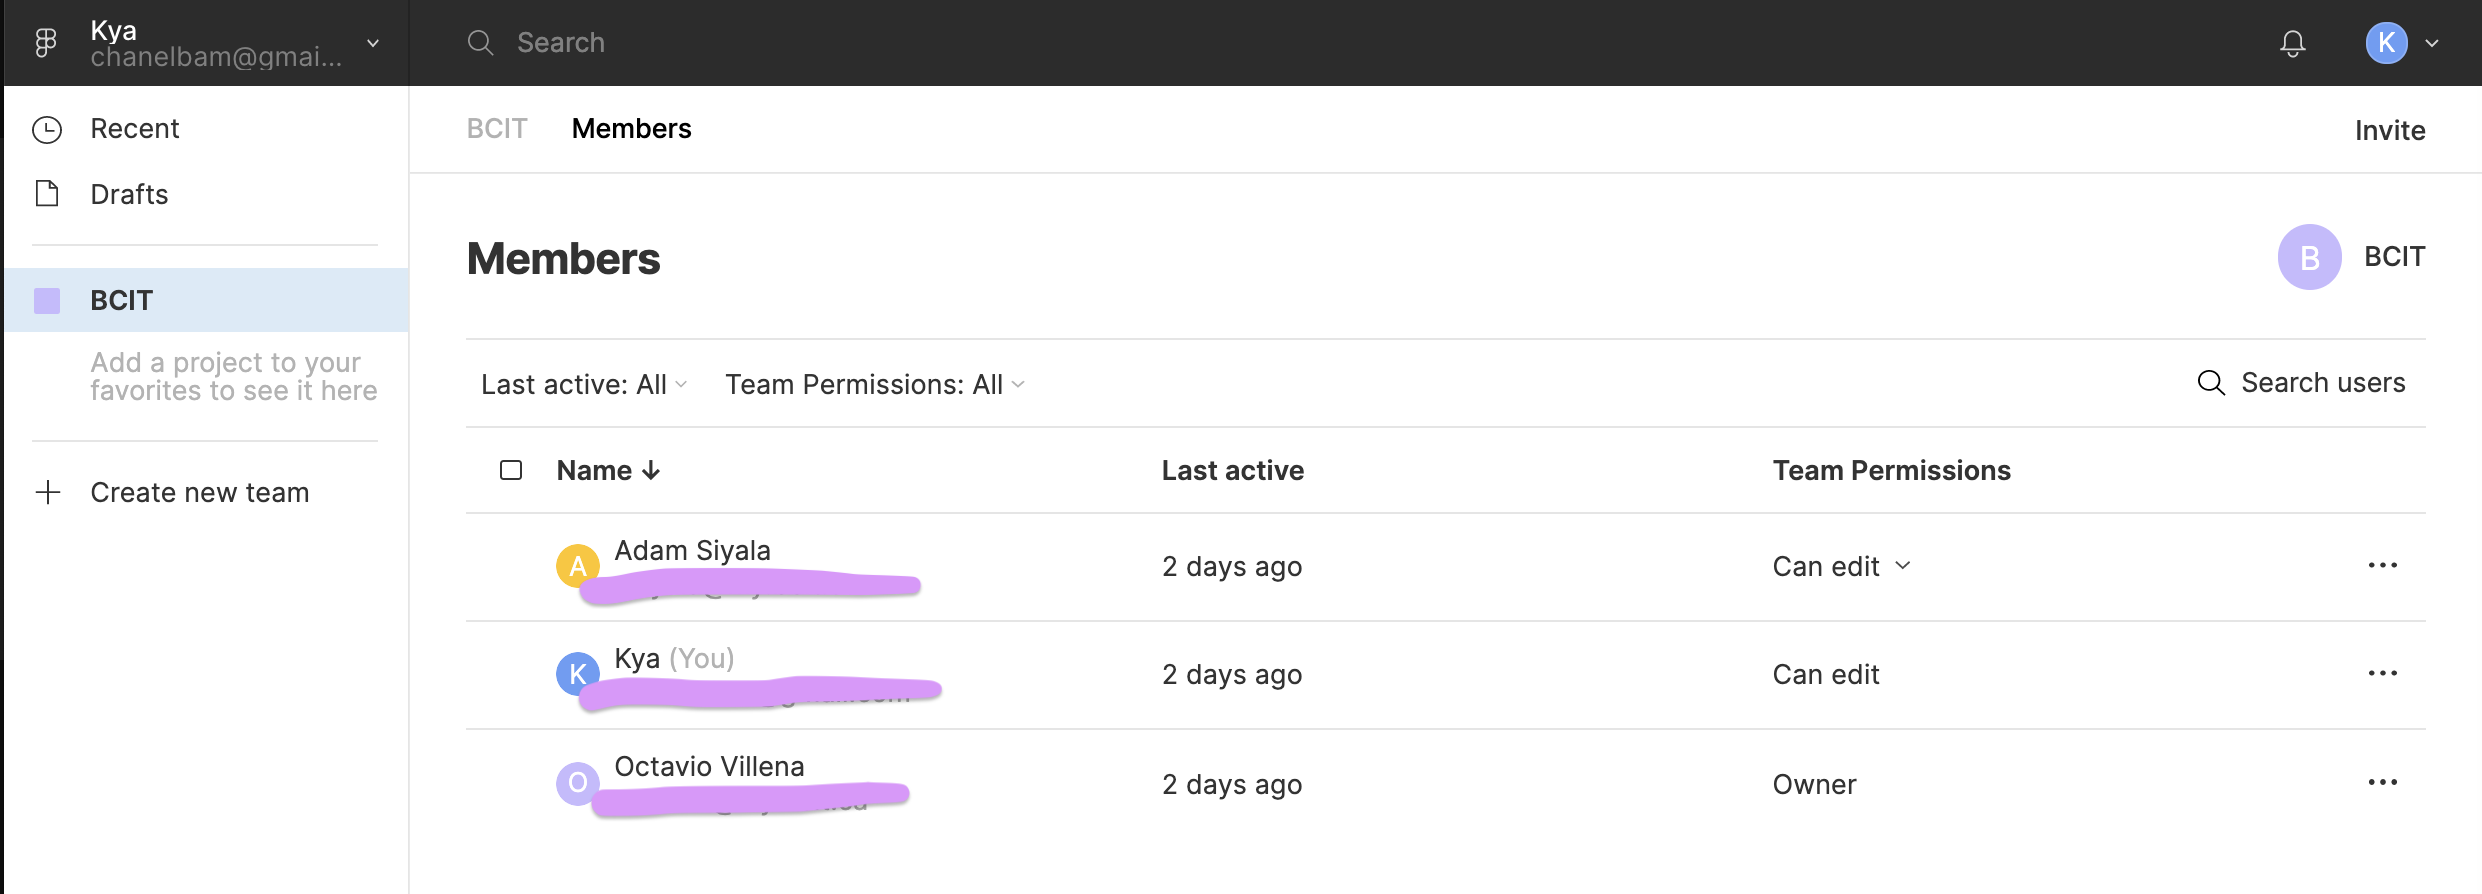 Kya
chanelbam@gmai...
Search
K
Recent
Drafts
BCIT
Add a project to your
favorites to see it here
Create new team
BCIT Members
Invite
Members
B BCIT
Last active: All Team Permissions: All
Search users
Name ↓ Last active Team Permissions
A Adam Siyala
2 days ago Can edit
K Kya (You)
2 days ago Can edit
O Octavio Villena
2 days ago Owner